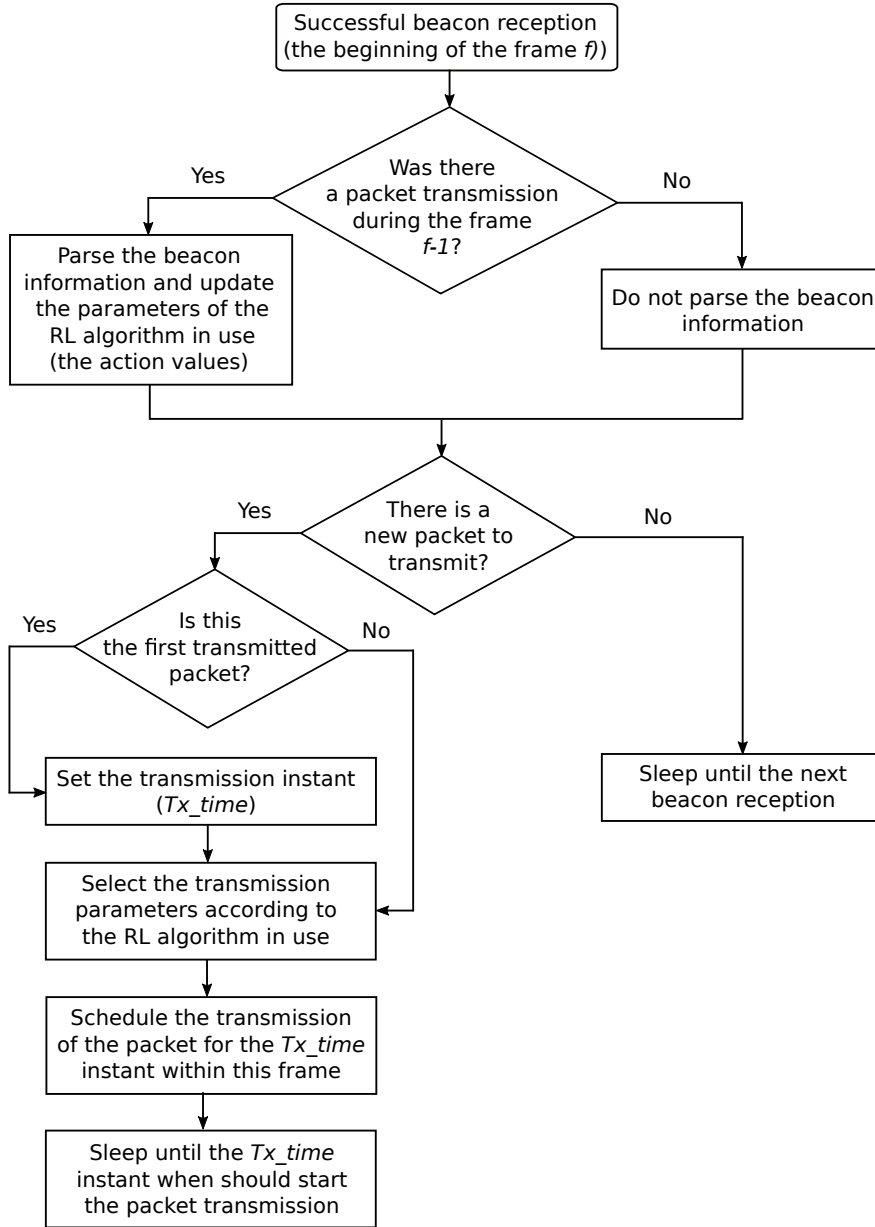 Successful beacon reception
(the beginning of the frame f))
Was there
a packet transmission
during the frame
f-1?
Yes
No
Parse the beacon
information and update
the parameters of the
RL algorithm in use
(the action values)
Do not parse the beacon
information
There is a
new packet to
transmit?
Yes
No
Is this
the first transmitted
packet?
Yes
No
Set the transmission instant
(Tx_time)
Sleep until the next
beacon reception
Select the transmission
parameters according to
the RL algorithm in use
Schedule the transmission
of the packet for the Tx_time
instant within this frame
Sleep until the Tx_time
instant when should start
the packet transmission